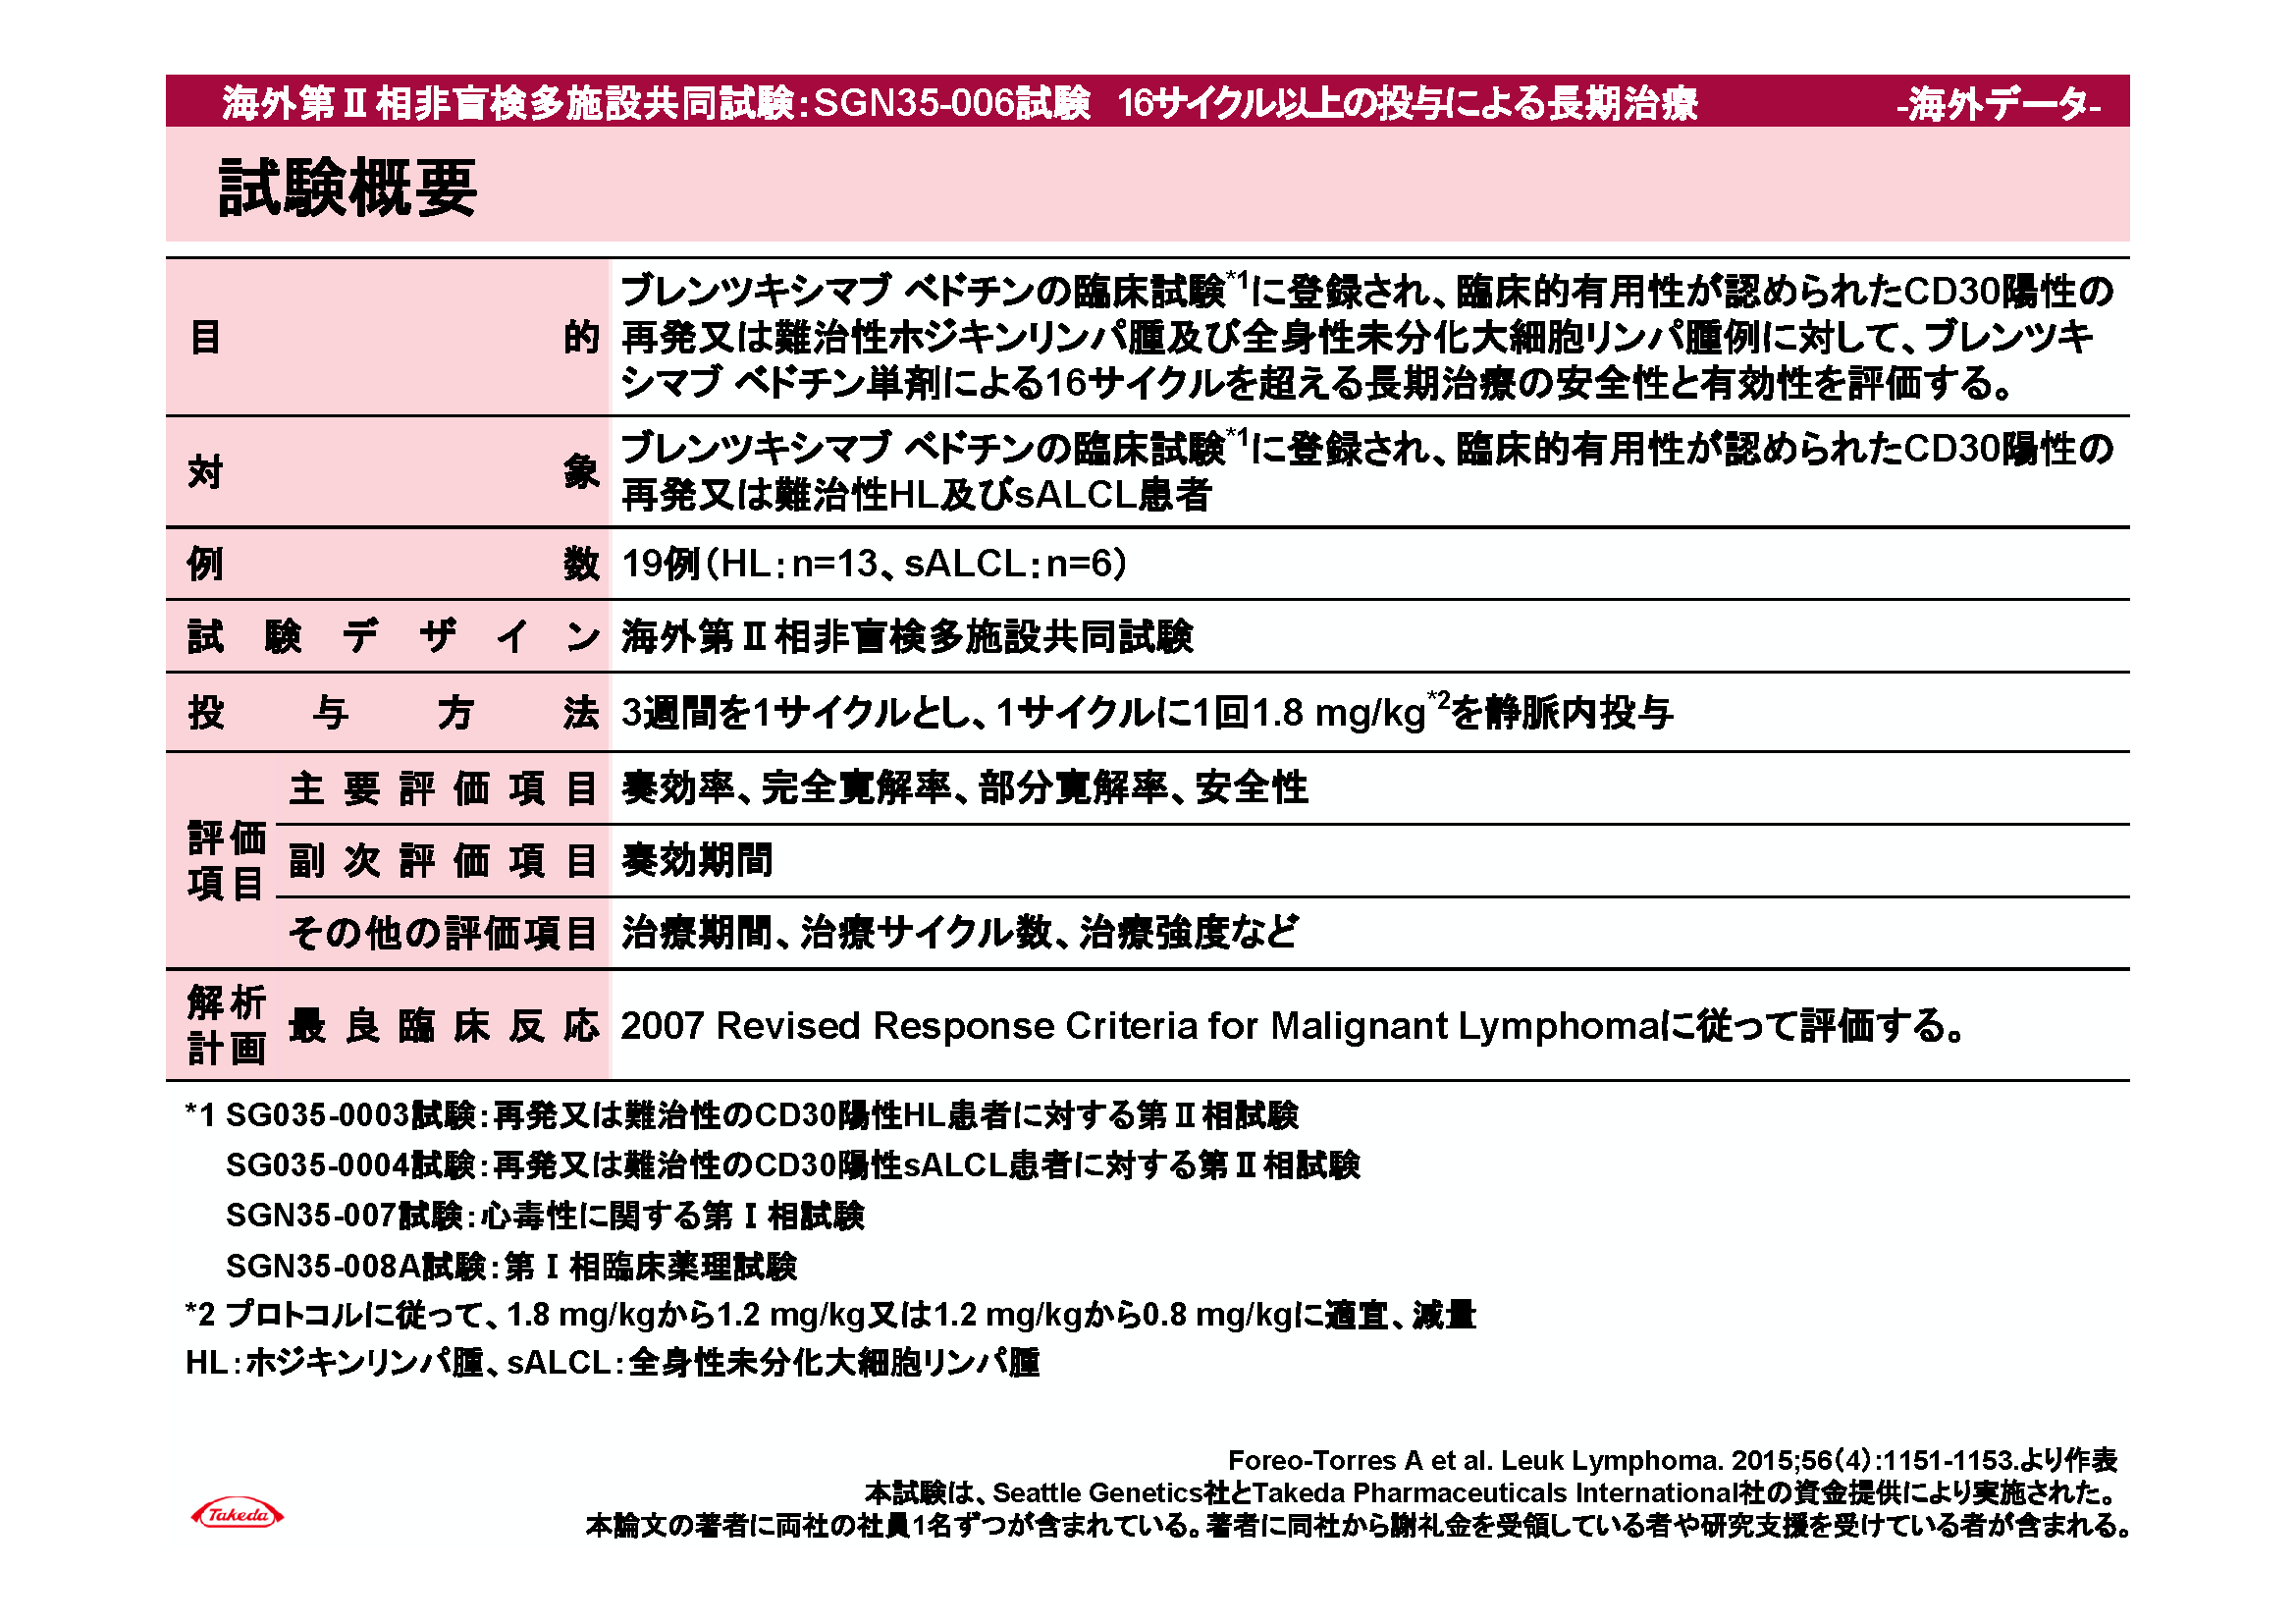 海外第Ⅱ相非盲検多施設共同試験：SGN35-006試験　16サイクル以上の投与による長期治療　-海外データ-
試験概要
目的
ブレンツキシマブ ベドチンの臨床試験*1に登録され、臨床的有用性が認められたCD30陽性の
再発又は難治性ホジキンリンパ腫及び全身性未分化大細胞リンパ腫例に対して、ブレンツキ
シマブ ベドチン単剤による16サイクルを超える長期治療の安全性と有効性を評価する。
対象
ブレンツキシマブ ベドチンの臨床試験*1に登録され、臨床的有用性が認められたCD30陽性の
再発又は難治性HL及びsALCL患者
例数 19例（HL：n=13、sALCL：n=6）
試験デザイン 海外第Ⅱ相非盲検多施設共同試験
投与方法 3週間を1サイクルとし、1サイクルに1回1.8 mg/kg*2を静脈内投与
評価
項目
主要評価項目 奏効率、完全寛解率、部分寛解率、安全性
副次評価項目 奏効期間
その他の評価項目 治療期間、治療サイクル数、治療強度など
解析
計画
最良臨床反応 2007 Revised Response Criteria for Malignant Lymphomaに従って評価する。
*1 SG035-0003試験：再発又は難治性のCD30陽性HL患者に対する第Ⅱ相試験
SG035-0004試験：再発又は難治性のCD30陽性sALCL患者に対する第Ⅱ相試験
SGN35-007試験：心毒性に関する第Ⅰ相試験
SGN35-008A試験：第Ⅰ相臨床薬理試験
*2 プロトコルに従って、1.8 mg/kgから1.2 mg/kg又は1.2 mg/kgから0.8 mg/kgに適宜、減量
HL：ホジキンリンパ腫、sALCL：全身性未分化大細胞リンパ腫
Foreo-Torres A et al. Leuk Lymphoma. 2015;56（4）:1151-1153.より作表
本試験は、Seattle Genetics社とTakeda Pharmaceuticals International社の資金提供により実施された。
本論文の著者に両社の社員1名ずつが含まれている。著者に同社から謝礼金を受領している者や研究支援を受けている者が含まれる。
Takeda